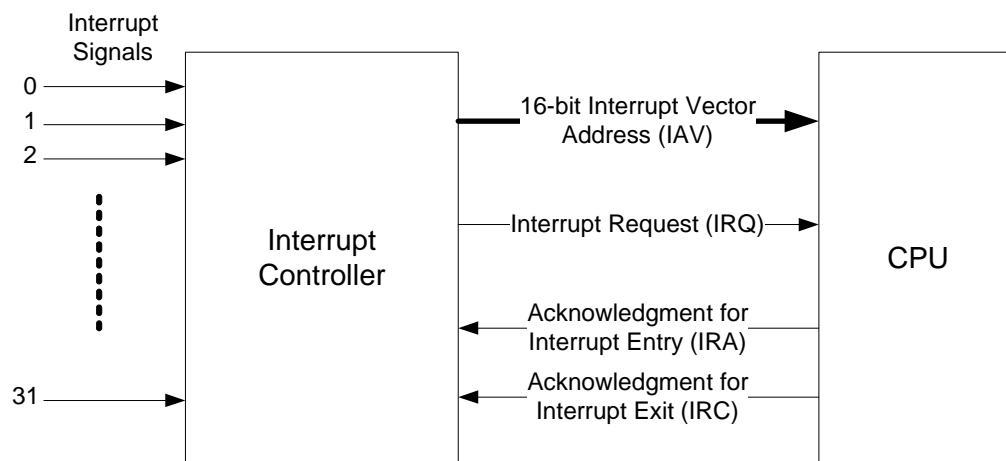 Interrupt
Signals
0
1
2
31
Interrupt
Controller
16-bit Interrupt Vector
Address (IAV)
Interrupt Request (IRQ)
Acknowledgment for
Interrupt Entry (IRA)
Acknowledgment for
Interrupt Exit (IRC)
CPU